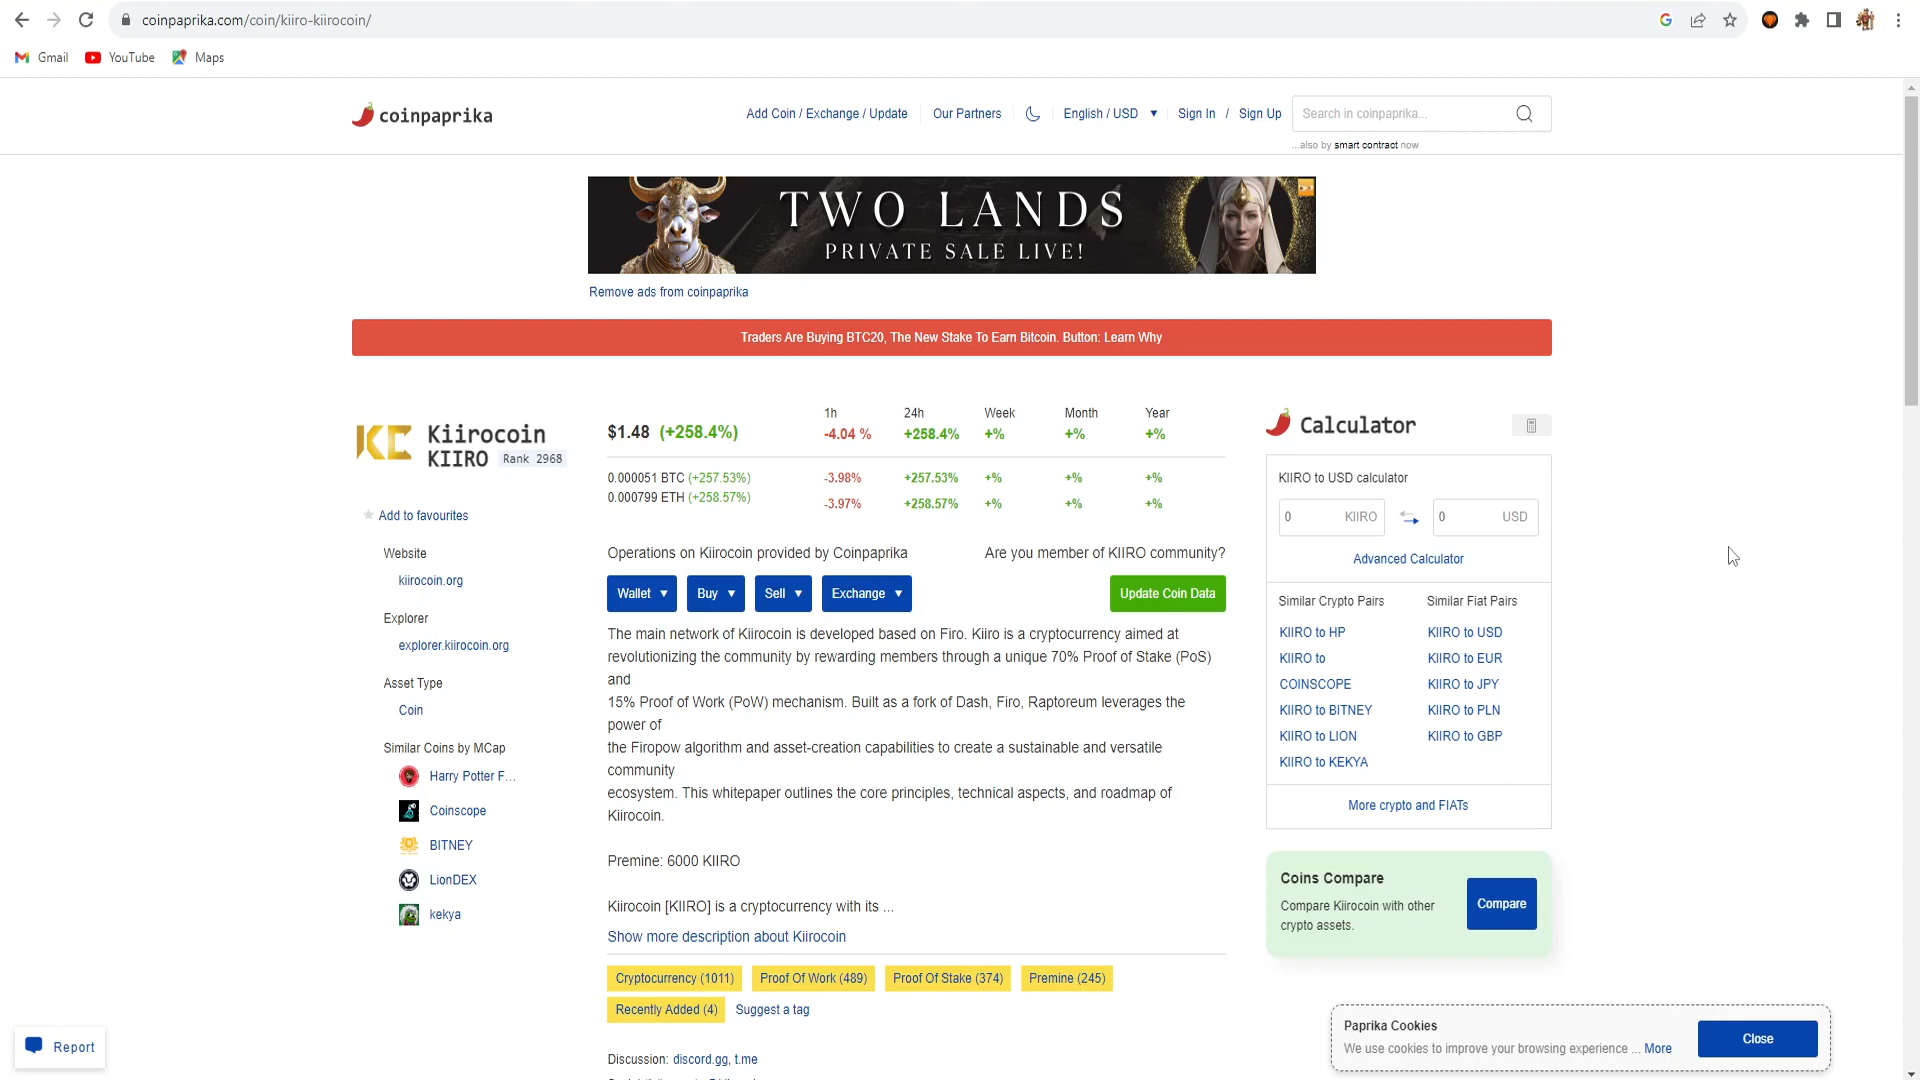 coinpaprika.com/coin/kiiro-kiirocoin/
Gmail YouTube Maps
coinpaprika
Add Coin / Exchange / Update Our Partners English / USD ▼ Sign In / Sign Up Search in coinpaprika...
...also by smart contract now
TWO LANDS
PRIVATE SALE LIVE!
Remove ads from coinpaprika
Traders Are Buying BTC20, The New Stake To Earn Bitcoin. Button: Learn Why
Kiirocoin
KIIRO Rank 2968
Add to favourites
Website
kiirocoin.org
Explorer
explorer.kiirocoin.org
Asset Type
Coin
Similar Coins by MCap
Harry Potter F...
Coinscope
BITNEY
LionDEX
kekya
1h 24h Week Month Year
$1.48 (+258.4%) -4.04 % +258.4% +% +% +%
0.000051 BTC (+257.53%) -3.98% +257.53% +% +% +%
0.000799 ETH (+258.57%) -3.97% +258.57% +% +% +%
Operations on Kiirocoin provided by Coinpaprika Are you member of KIIRO community?
Wallet ▼ Buy ▼ Sell ▼ Exchange ▼ Update Coin Data
The main network of Kiirocoin is developed based on Firo. Kiiro is a cryptocurrency aimed at
revolutionizing the community by rewarding members through a unique 70% Proof of Stake (PoS)
and
15% Proof of Work (PoW) mechanism. Built as a fork of Dash, Firo, Raptoreum leverages the
power of
the Firopow algorithm and asset-creation capabilities to create a sustainable and versatile
community
ecosystem. This whitepaper outlines the core principles, technical aspects, and roadmap of
Kiirocoin.
Premine: 6000 KIIRO
Kiirocoin [KIIRO] is a cryptocurrency with its ...
Show more description about Kiirocoin
Cryptocurrency (1011) Proof Of Work (489) Proof Of Stake (374) Premine (245)
Recently Added (4) Suggest a tag
Discussion: discord.gg, t.me
Calculator
KIIRO to USD calculator
0 KIIRO 0 USD
Advanced Calculator
Similar Crypto Pairs Similar Fiat Pairs
KIIRO to HP KIIRO to USD
KIIRO to KIIRO to EUR
COINSCOPE KIIRO to JPY
KIIRO to BITNEY KIIRO to PLN
KIIRO to LION KIIRO to GBP
KIIRO to KEKYA
More crypto and FIATs
Coins Compare
Compare Kiirocoin with other
crypto assets.
Compare
Paprika Cookies
We use cookies to improve your browsing experience ... More
Close
Report